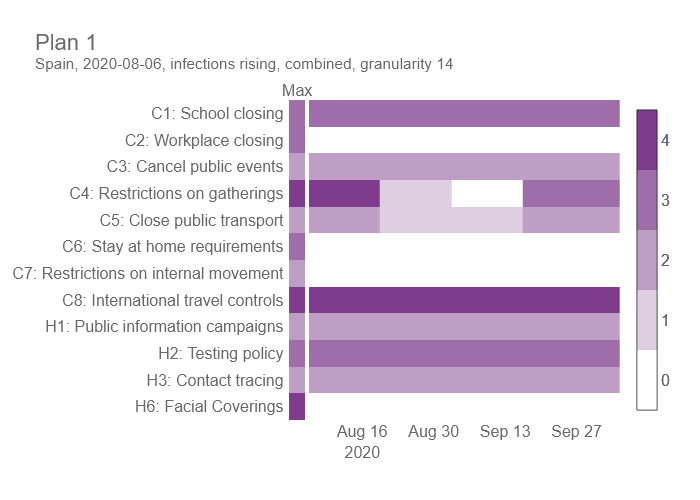 Plan 1
Spain, 2020-08-06, infections rising, combined, granularity 14
Max
C1: School closing
C2: Workplace closing
C3: Cancel public events
C4: Restrictions on gatherings
C5: Close public transport
C6: Stay at home requirements
C7: Restrictions on internal movement
C8: International travel controls
H1: Public information campaigns
H2: Testing policy
H3: Contact tracing
H6: Facial Coverings
Aug 16 Aug 30 Sep 13 Sep 27
2020
4
3
2
1
0